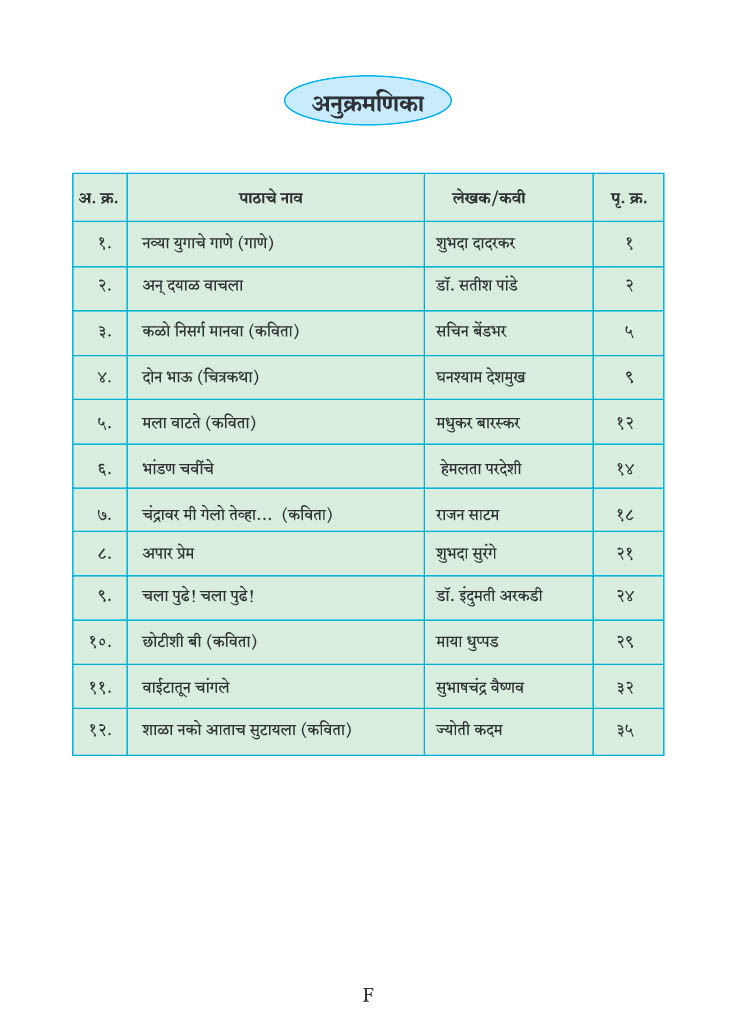 अनुक्रमणिका
अ. क्र. पाठाचे नाव लेखक/कवी पृ. क्र.
१. नव्या युगाचे गाणे (गाणे) शुभदा दादरकर १
२. अन् दयाळ वाचला डॉ. सतीश पांडे २
३. कळो निसर्ग मानवा (कविता) सचिन बेंडभर ५
४. दोन भाऊ (चित्रकथा) घनश्याम देशमुख ९
५. मला वाटते (कविता) मधुकर बारस्कर १२
६. भांडण चवींचे हेमलता परदेशी १४
७. चंद्रावर मी गेलो तेव्हा... (कविता) राजन साटम १८
८. अपार प्रेम शुभदा सुरंगे २१
९. चला पुढे! चला पुढे! डॉ. इंदुमती अरकडी २४
१०. छोटीशी बी (कविता) माया धुप्पड २९
११. वाईटातून चांगले सुभाषचंद्र वैष्णव ३२
१२. शाळा नको आताच सुटायला (कविता) ज्योती कदम ३५
F